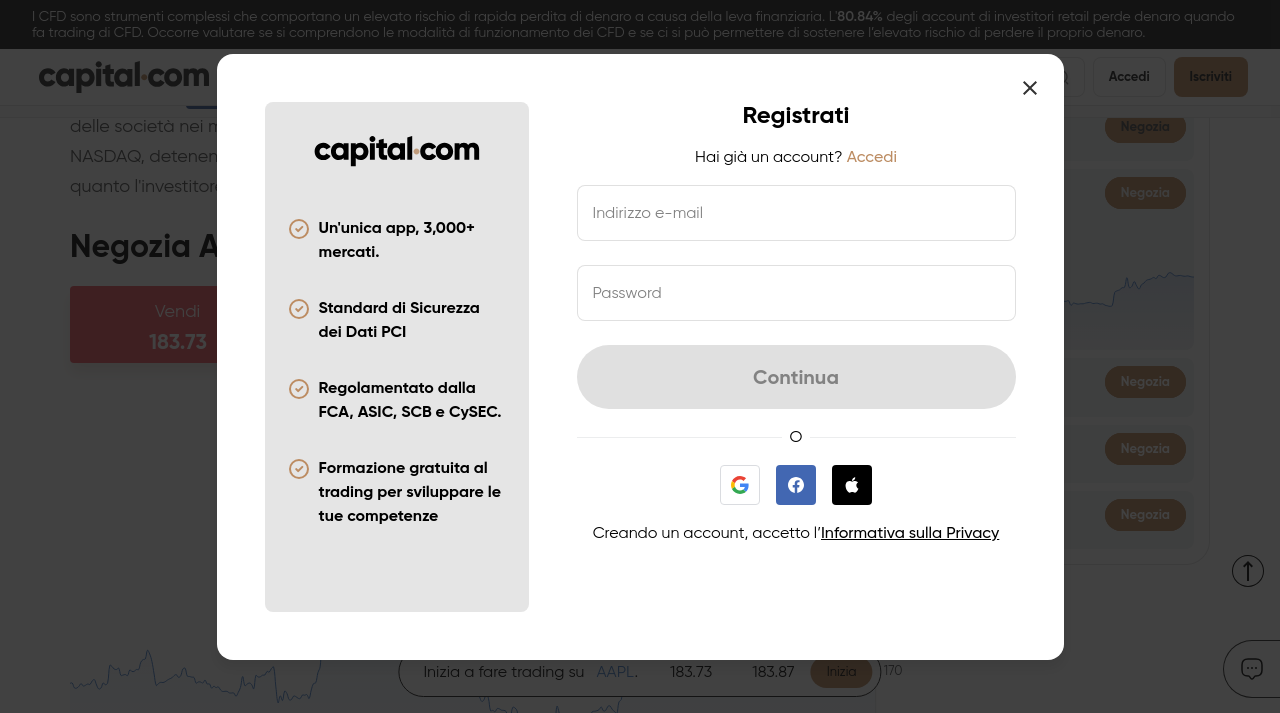 I CFD sono strumenti complessi che comportano un elevato rischio di rapida perdita di denaro a causa della leva finanziaria. L'80.84% degli account di investitori retail perde denaro quando
fa trading di CFD. Occorre valutare se si comprendono le modalità di funzionamento dei CFD e se ci si può permettere di sostenere l'elevato rischio di perdere il proprio denaro.
capital.com
Accedi
Iscriviti
delle società nei
NASDAQ,
quanto l'investitore
Negozia
Vendi
183.73
Negozia
Negozia
Negozia
Negozia
Negozia
capital.com
Un'unica app, 3,000+
mercati.
Standard di Sicurezza
dei Dati PCI
Regolamentato dalla
FCA, ASIC, SCB e CySEC.
Formazione gratuita al
trading per sviluppare le
tue competenze
Registrati
Hai già un account? Accedi
Indirizzo e-mail
Password
Continua
O
Creando un account, accetto l'Informativa sulla Privacy
Inizia a fare trading su AAPL. 183.73 183.87 Inizia
170